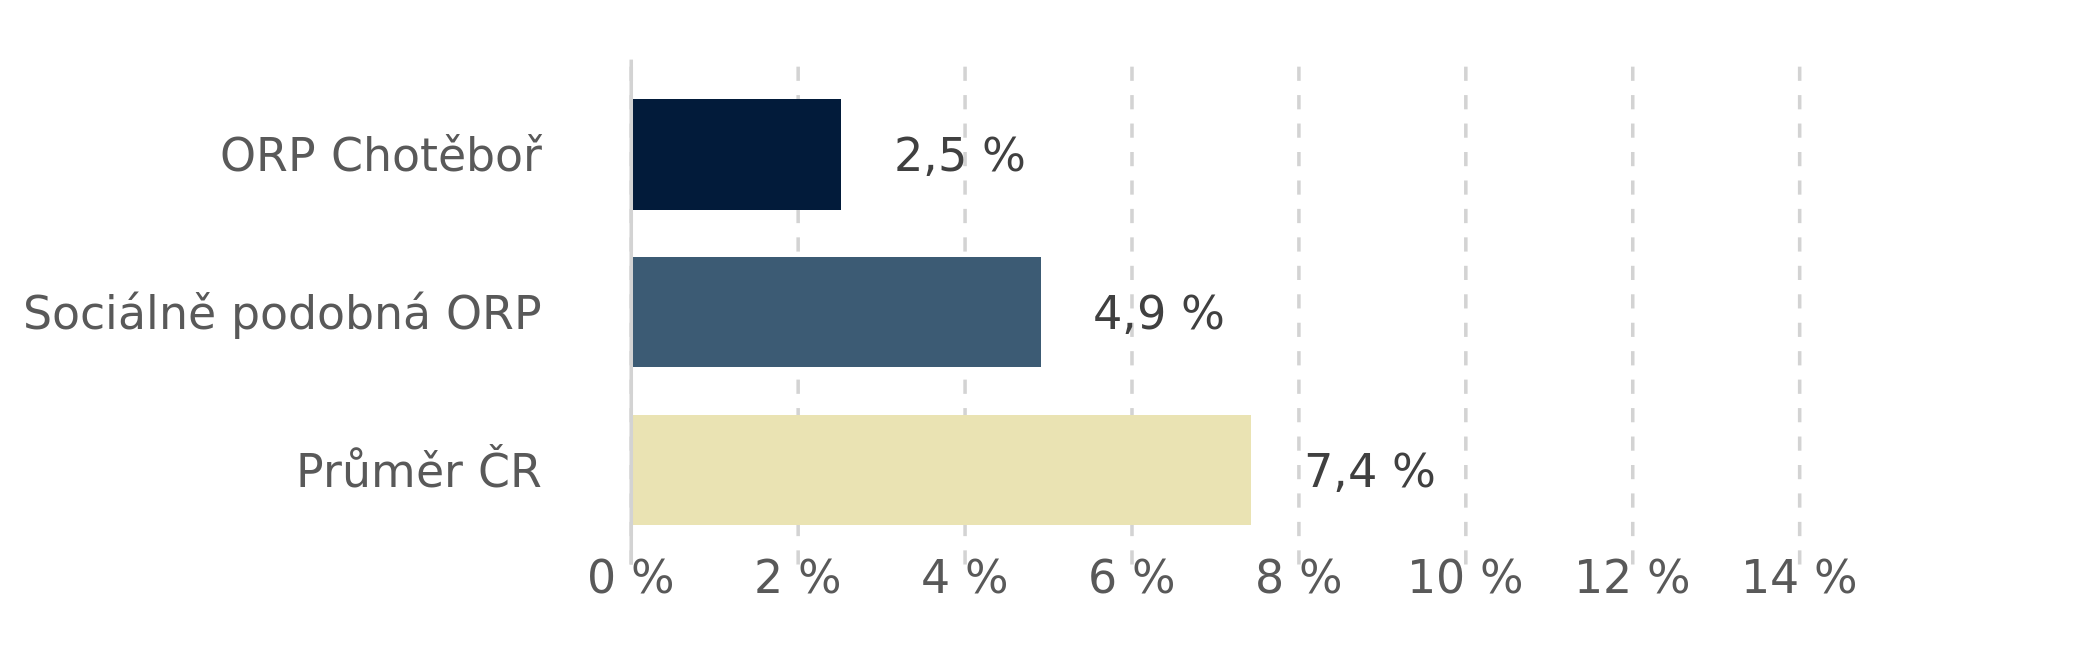 ORP Chotěboř
2,5 %
Sociálně podobná ORP
4,9 %
Průměr ČR
7,4 %
0 % 2 % 4 % 6 % 8 % 10 % 12 % 14 %